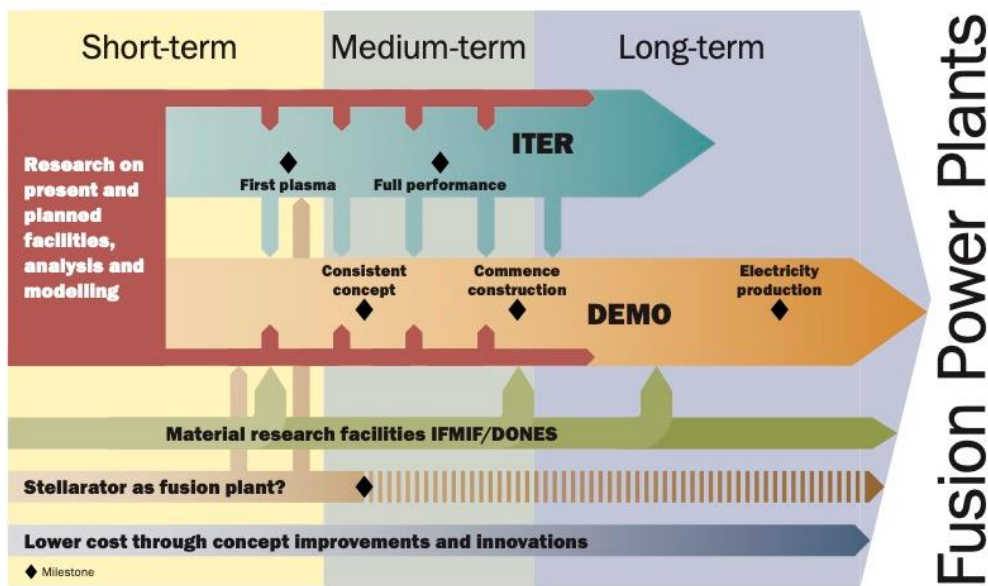 Short-term
Medium-term
Long-term
Research on
present and
planned
facilities,
analysis and
modelling
ITER
First plasma
Full performance
Consistent
concept
Commence
construction
Electricity
production
DEMO
Material research facilities IFMIF/DONES
Stellarator as fusion plant?
Lower cost through concept improvements and innovations
Milestone
Fusion Power Plants